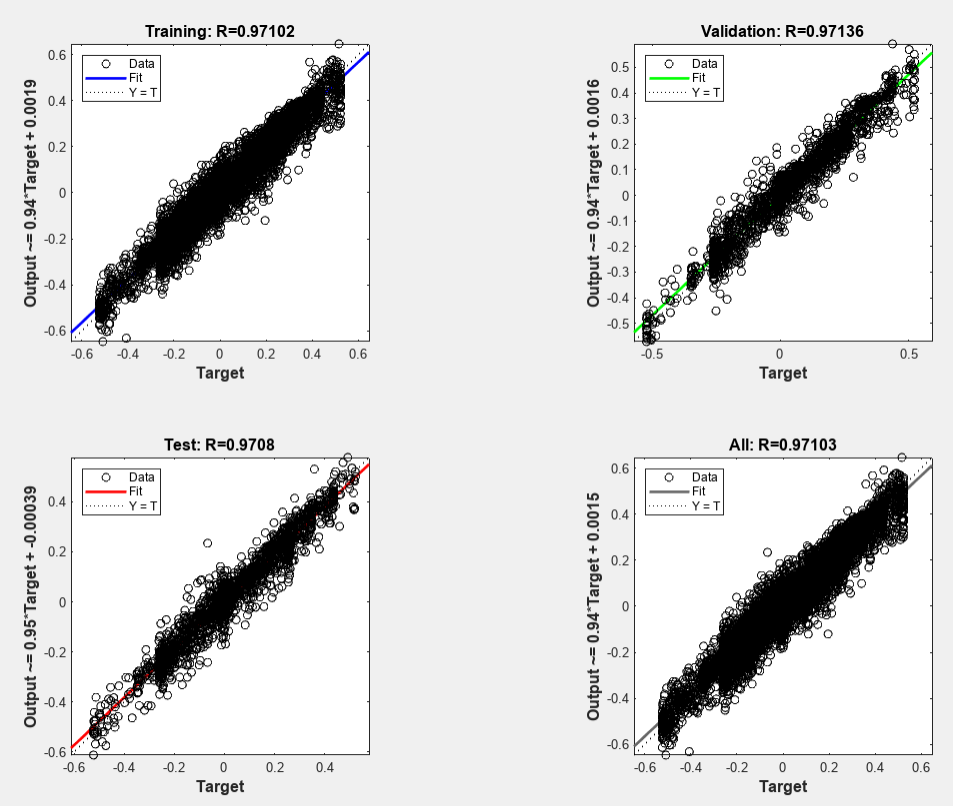 Training: R=0.97102
Data
Fit
Y = T
Output ~= 0.94*Target + 0.0019
0.6
0.4
0.2
0
-0.2
-0.4
-0.6
-0.6 -0.4 -0.2 0 0.2 0.4 0.6
Target
Validation: R=0.97136
Data
Fit
Y = T
Output ~= 0.94*Target + 0.0016
0.5
0.4
0.3
0.2
0.1
0
-0.1
-0.2
-0.3
-0.4
-0.5
-0.5 0 0.5
Target
Test: R=0.9708
Data
Fit
Y = T
Output ~= 0.95*Target + -0.00039
0.4
0.2
0
-0.2
-0.4
-0.6
-0.6 -0.4 -0.2 0 0.2 0.4
Target
All: R=0.97103
Data
Fit
Y = T
Output ~= 0.94*Target + 0.0015
0.6
0.4
0.2
0
-0.2
-0.4
-0.6
-0.6 -0.4 -0.2 0 0.2 0.4 0.6
Target